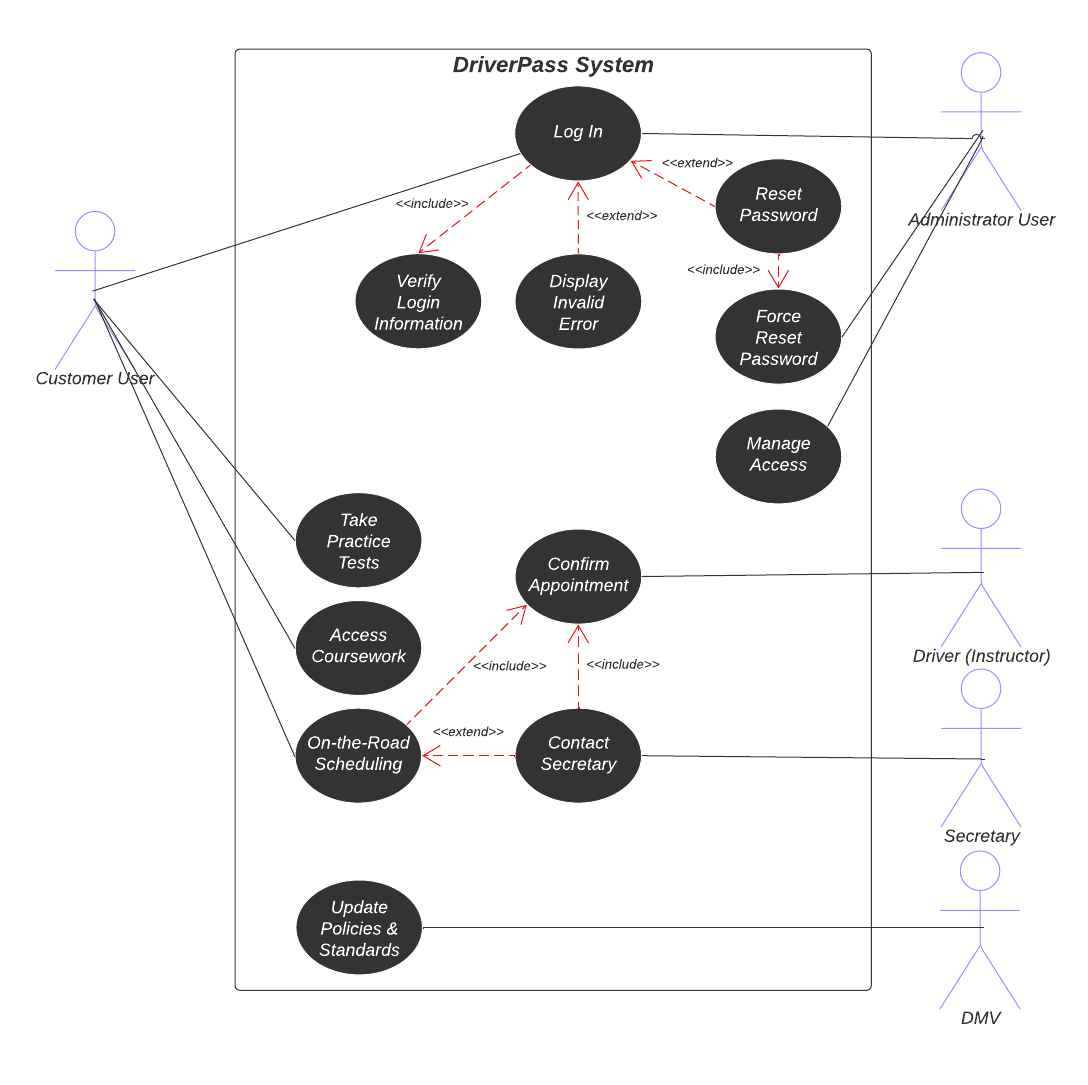 DriverPass System
Log In
<<extend>>
Reset
Password
<<include>>
<<extend>>
Administrator User
<<include>>
Verify
Login
Information
Display
Invalid
Error
Force
Reset
Password
Customer User
Manage
Access
Take
Practice
Tests
Confirm
Appointment
Access
Coursework
Driver (Instructor)
<<include>>
<<include>>
<<extend>>
On-the-Road
Scheduling
Contact
Secretary
Secretary
Update
Policies &
Standards
DMV